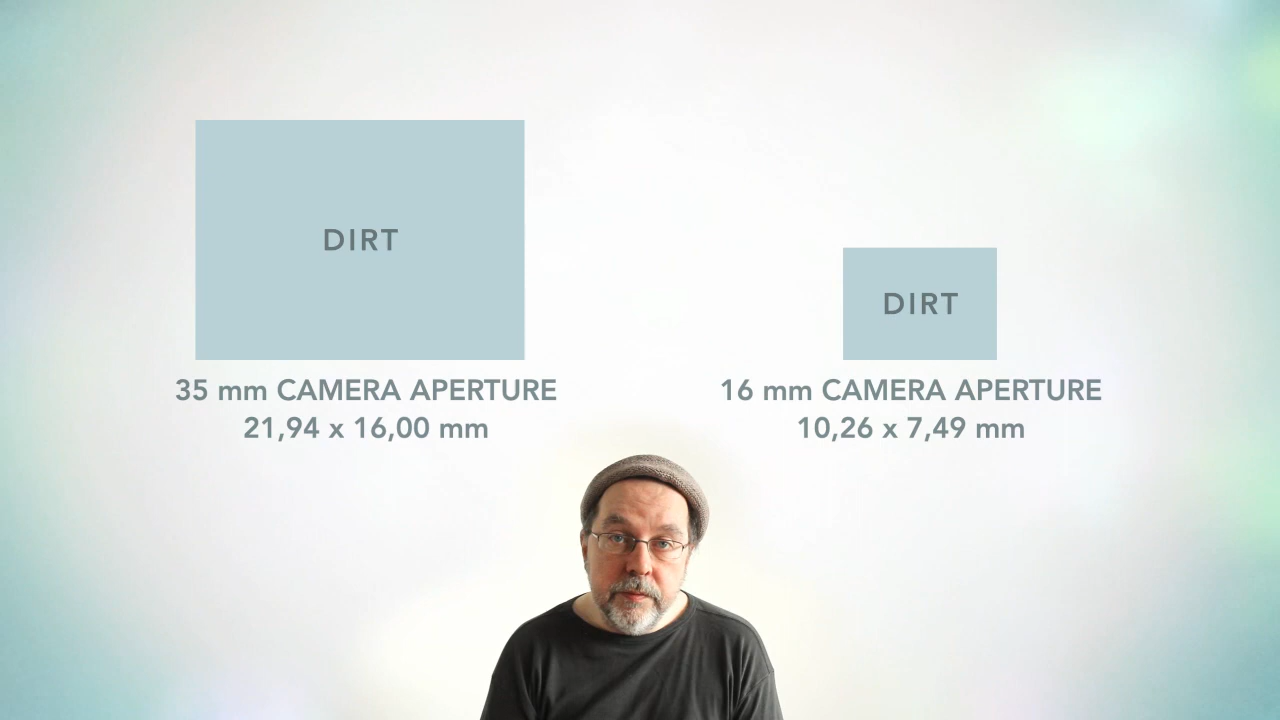 DIRT
35 mm CAMERA APERTURE
21,94 x 16,00 mm
DIRT
16 mm CAMERA APERTURE
10,26 x 7,49 mm